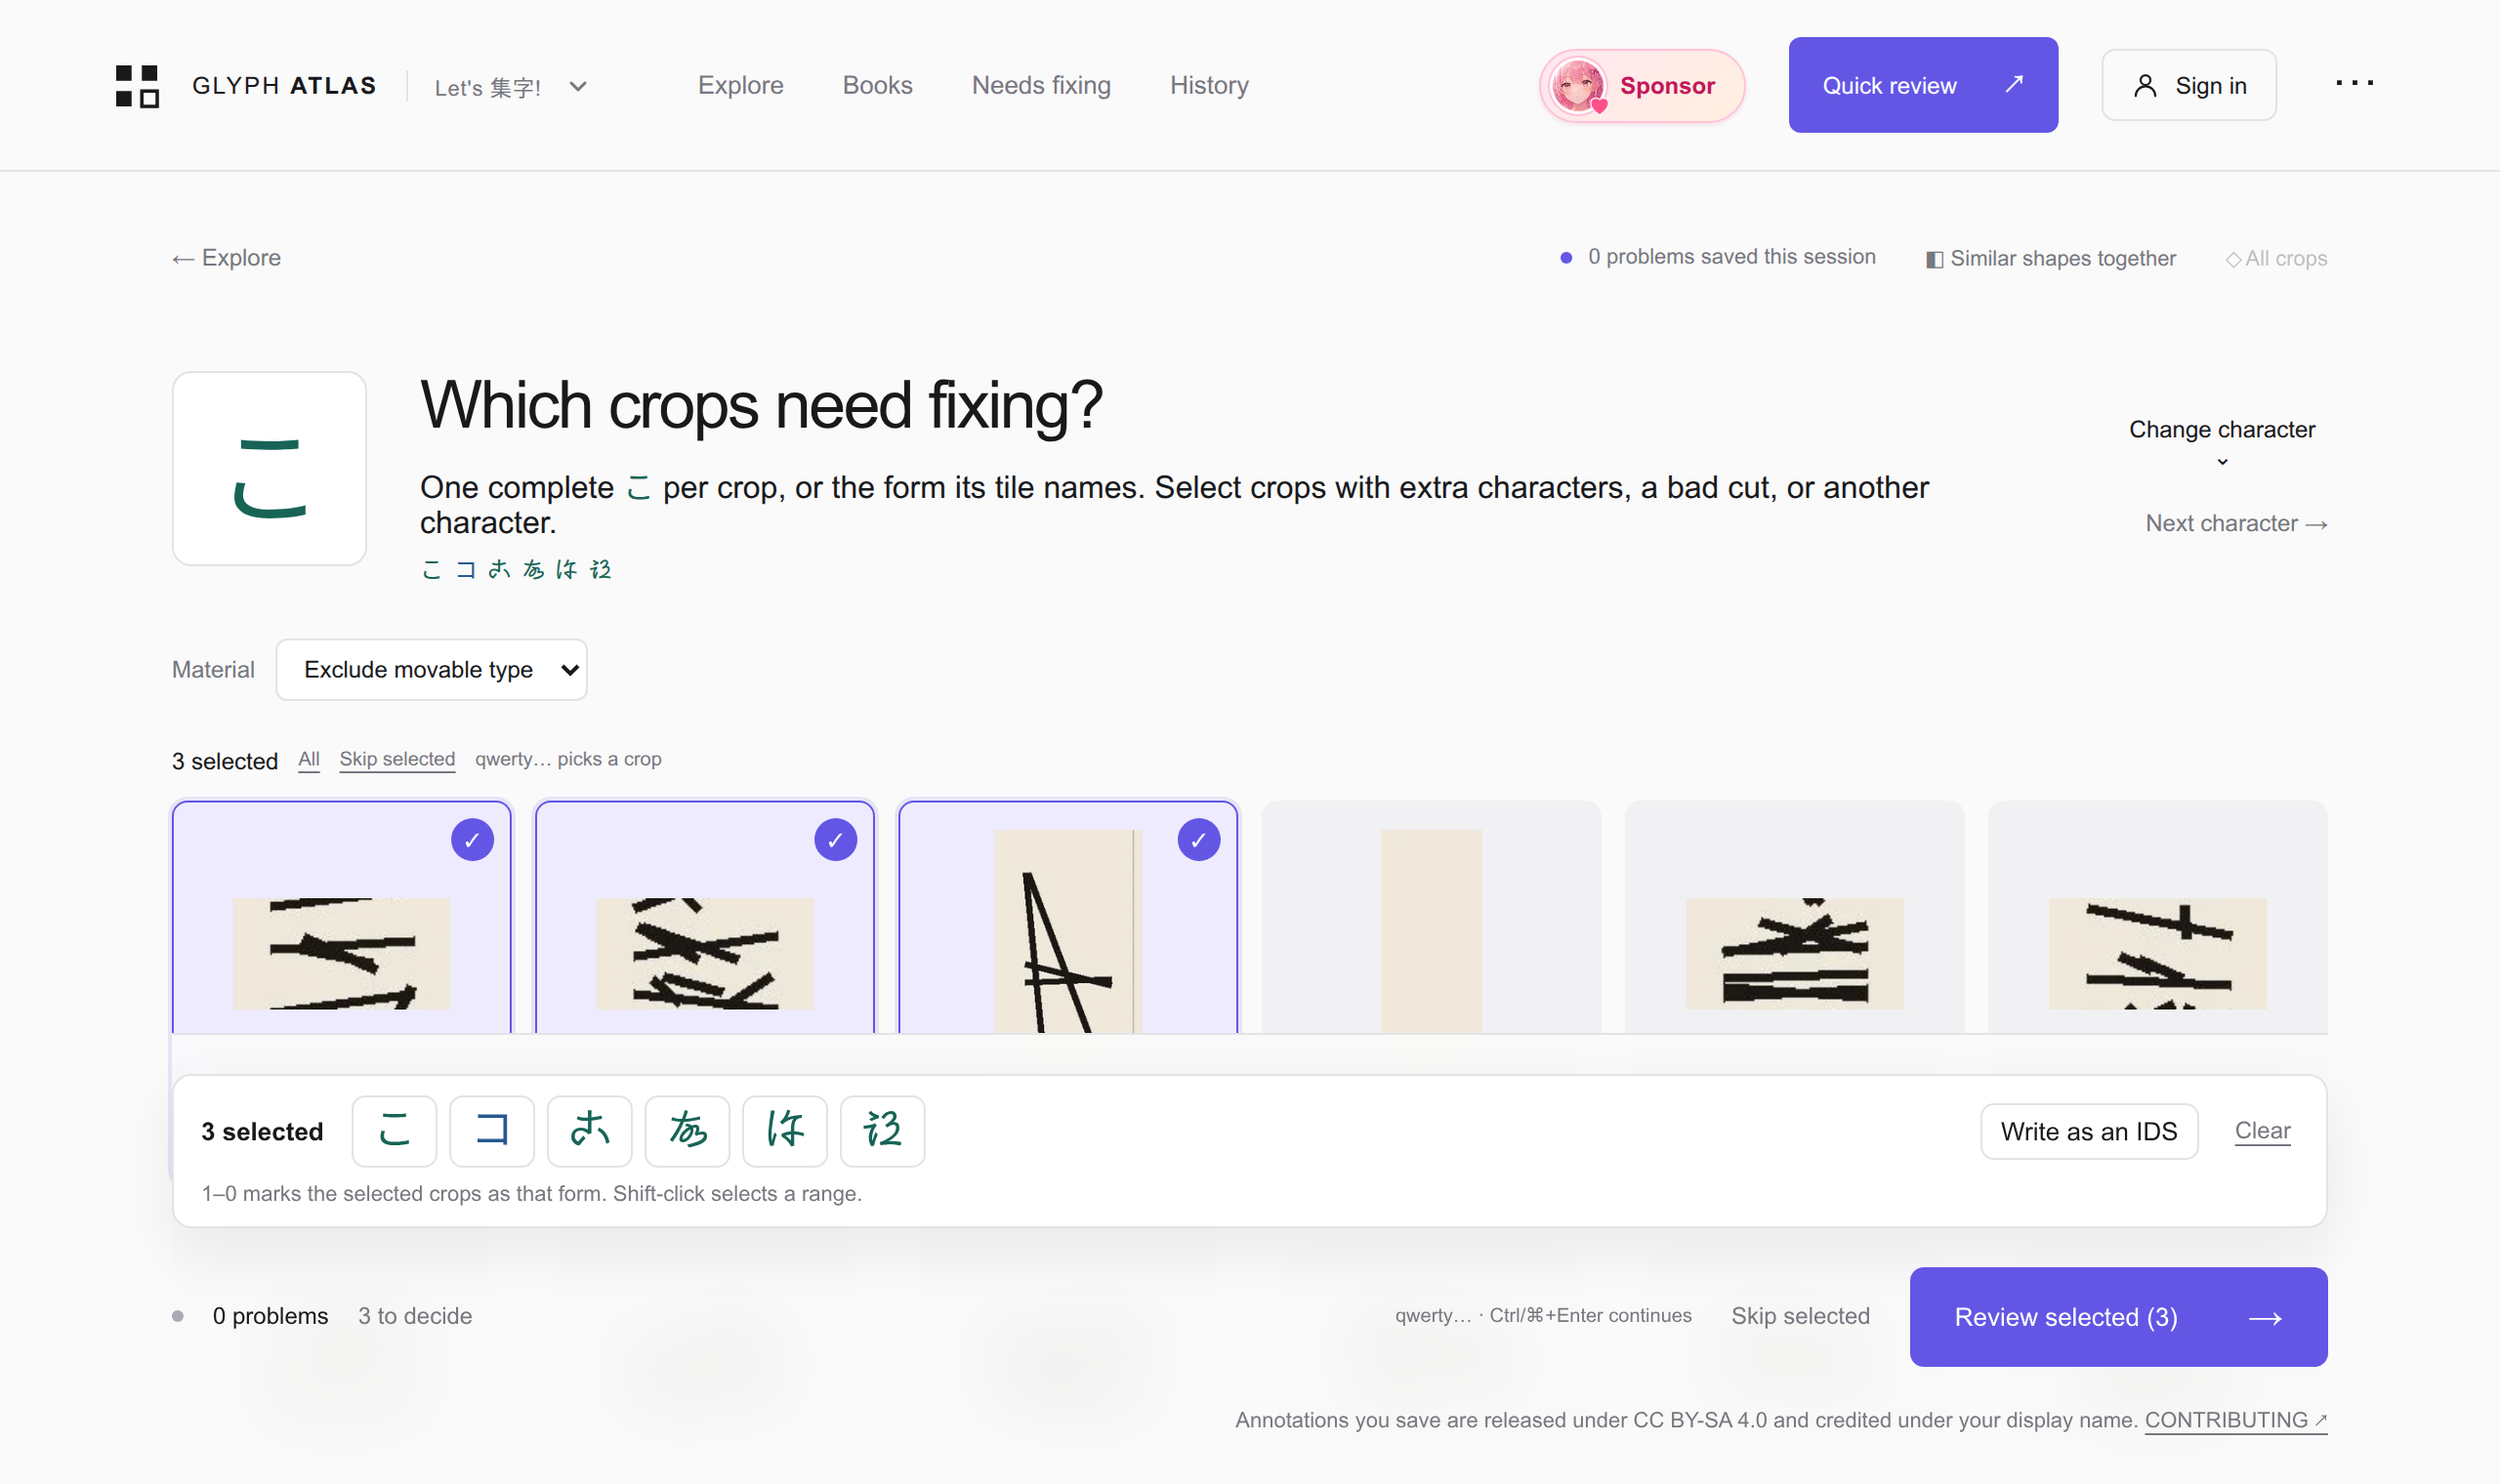 GLYPH ATLAS
Let's 集字!
Explore
Books
Needs fixing
History
Sponsor
Quick review ↗
Sign in
← Explore
0 problems saved this session
Similar shapes together
All crops
こ
Which crops need fixing?
One complete こ per crop, or the form its tile names. Select crops with extra characters, a bad cut, or another
character.
こ コ
Change character
Next character →
Material
Exclude movable type
3 selected All Skip selected qwerty… picks a crop
3 selected
こ コ
Write as an IDS
Clear
1–0 marks the selected crops as that form. Shift-click selects a range.
0 problems 3 to decide
qwerty… · Ctrl/⌘+Enter continues
Skip selected
Review selected (3) →
Annotations you save are released under CC BY-SA 4.0 and credited under your display name. CONTRIBUTING ↗